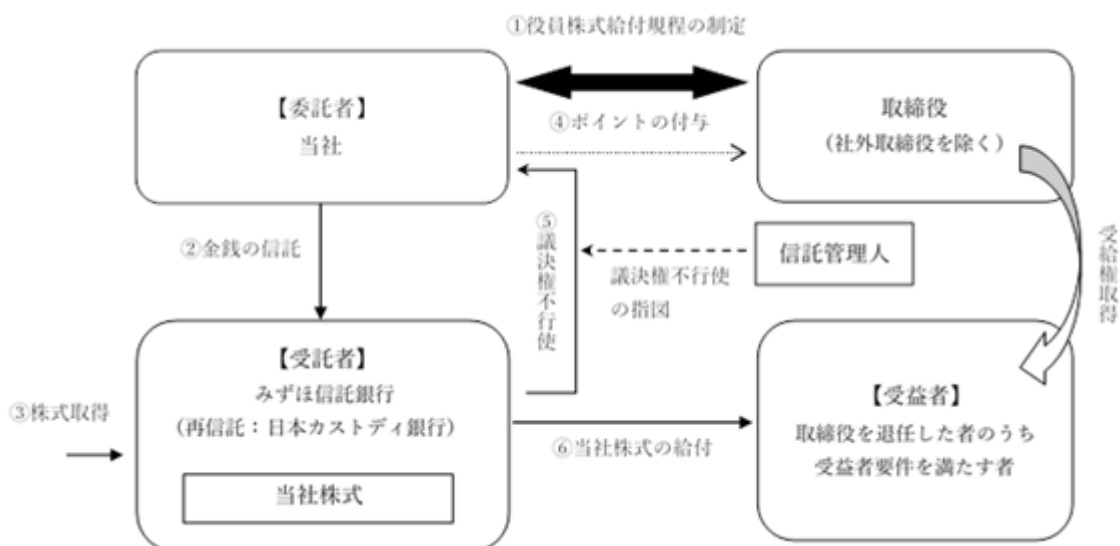 ①役員株式給付規程の制定
【委託者】
当社
④ポイントの付与
取締役
（社外取締役を除く）
②金銭の信託
⑤議決権不行使
議決権不行使
の指図
信託管理人
受給権取得
③株式取得
【受託者】
みずほ信託銀行
（再信託：日本カストディ銀行）
当社株式
⑥当社株式の給付
【受益者】
取締役を退任した者のうち
受益者要件を満たす者